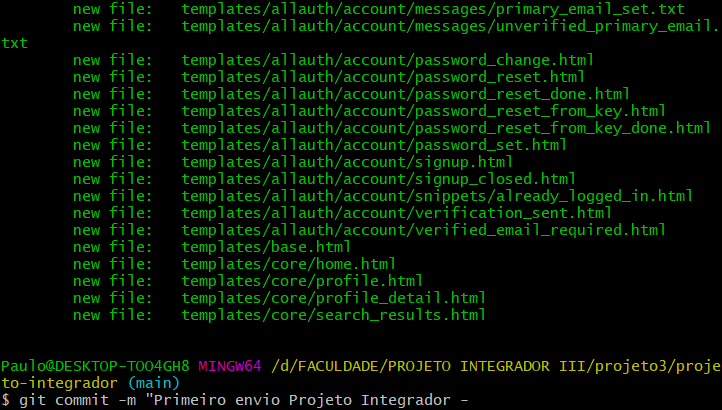 new file:   templates/allauth/account/messages/primary_email_set.txt
new file:   templates/allauth/account/messages/unverified_primary_email.
txt
new file:   templates/allauth/account/password_change.html
new file:   templates/allauth/account/password_reset.html
new file:   templates/allauth/account/password_reset_done.html
new file:   templates/allauth/account/password_reset_from_key.html
new file:   templates/allauth/account/password_reset_from_key_done.html
new file:   templates/allauth/account/password_set.html
new file:   templates/allauth/account/signup.html
new file:   templates/allauth/account/signup_closed.html
new file:   templates/allauth/account/snippets/already_logged_in.html
new file:   templates/allauth/account/verification_sent.html
new file:   templates/allauth/account/verified_email_required.html
new file:   templates/base.html
new file:   templates/core/home.html
new file:   templates/core/profile.html
new file:   templates/core/profile_detail.html
new file:   templates/core/search_results.html
Paulo@DESKTOP-TOO4GH8 MINGW64 /d/FACULDADE/PROJETO INTEGRADOR III/projeto3/proje
to-integrador (main)
$ git commit -m "Primeiro envio Projeto Integrador -